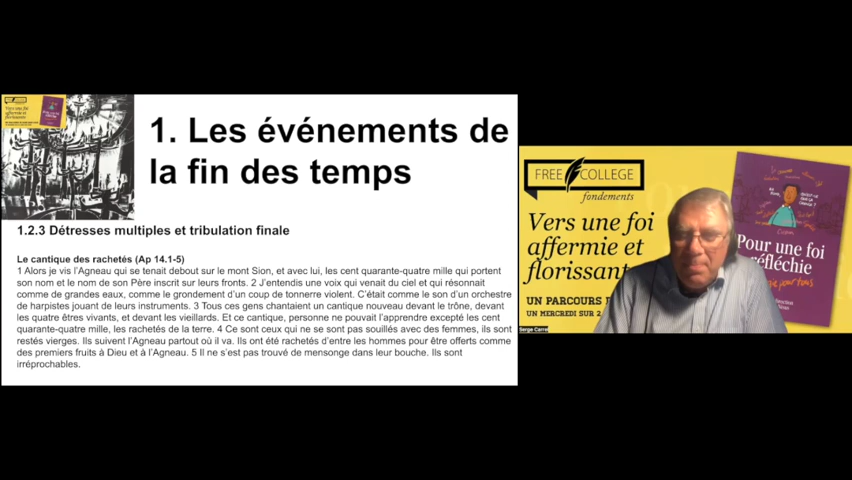 Vers une foi
affermie et
florissante
1. Les événements de
la fin des temps
1.2.3 Détresses multiples et tribulation finale
Le cantique des rachetés (Ap 14.1-5)
1 Alors je vis l'Agneau qui se tenait debout sur le mont Sion, et avec lui, les cent quarante-quatre mille qui portent
son nom et le nom de son Père inscrit sur leurs fronts. 2 J'entendis une voix qui venait du ciel et qui résonnait
comme de grandes eaux, comme le grondement d'un coup de tonnerre violent. C'était comme le son d'un orchestre
de harpistes jouant de leurs instruments. 3 Tous ces gens chantaient un cantique nouveau devant le trône, devant
les quatre êtres vivants, et devant les vieillards. Et ce cantique, personne ne pouvait l'apprendre excepté les cent
quarante-quatre mille, les rachetés de la terre. 4 Ce sont ceux qui ne se sont pas souillés avec des femmes, ils sont
restés vierges. Ils suivent l'Agneau partout où il va. Ils ont été rachetés d'entre les hommes pour être offerts comme
des premiers fruits à Dieu et à l'Agneau. 5 Il ne s'est pas trouvé de mensonge dans leur bouche. Ils sont
irréprochables.
FREE COLLEGE
fondements
Vers une foi
affermie et
florissant
UN PARCOURS
UN MERCREDI SUR 2
Pour une foi
réfléchie
pour tous
Serge Carrel